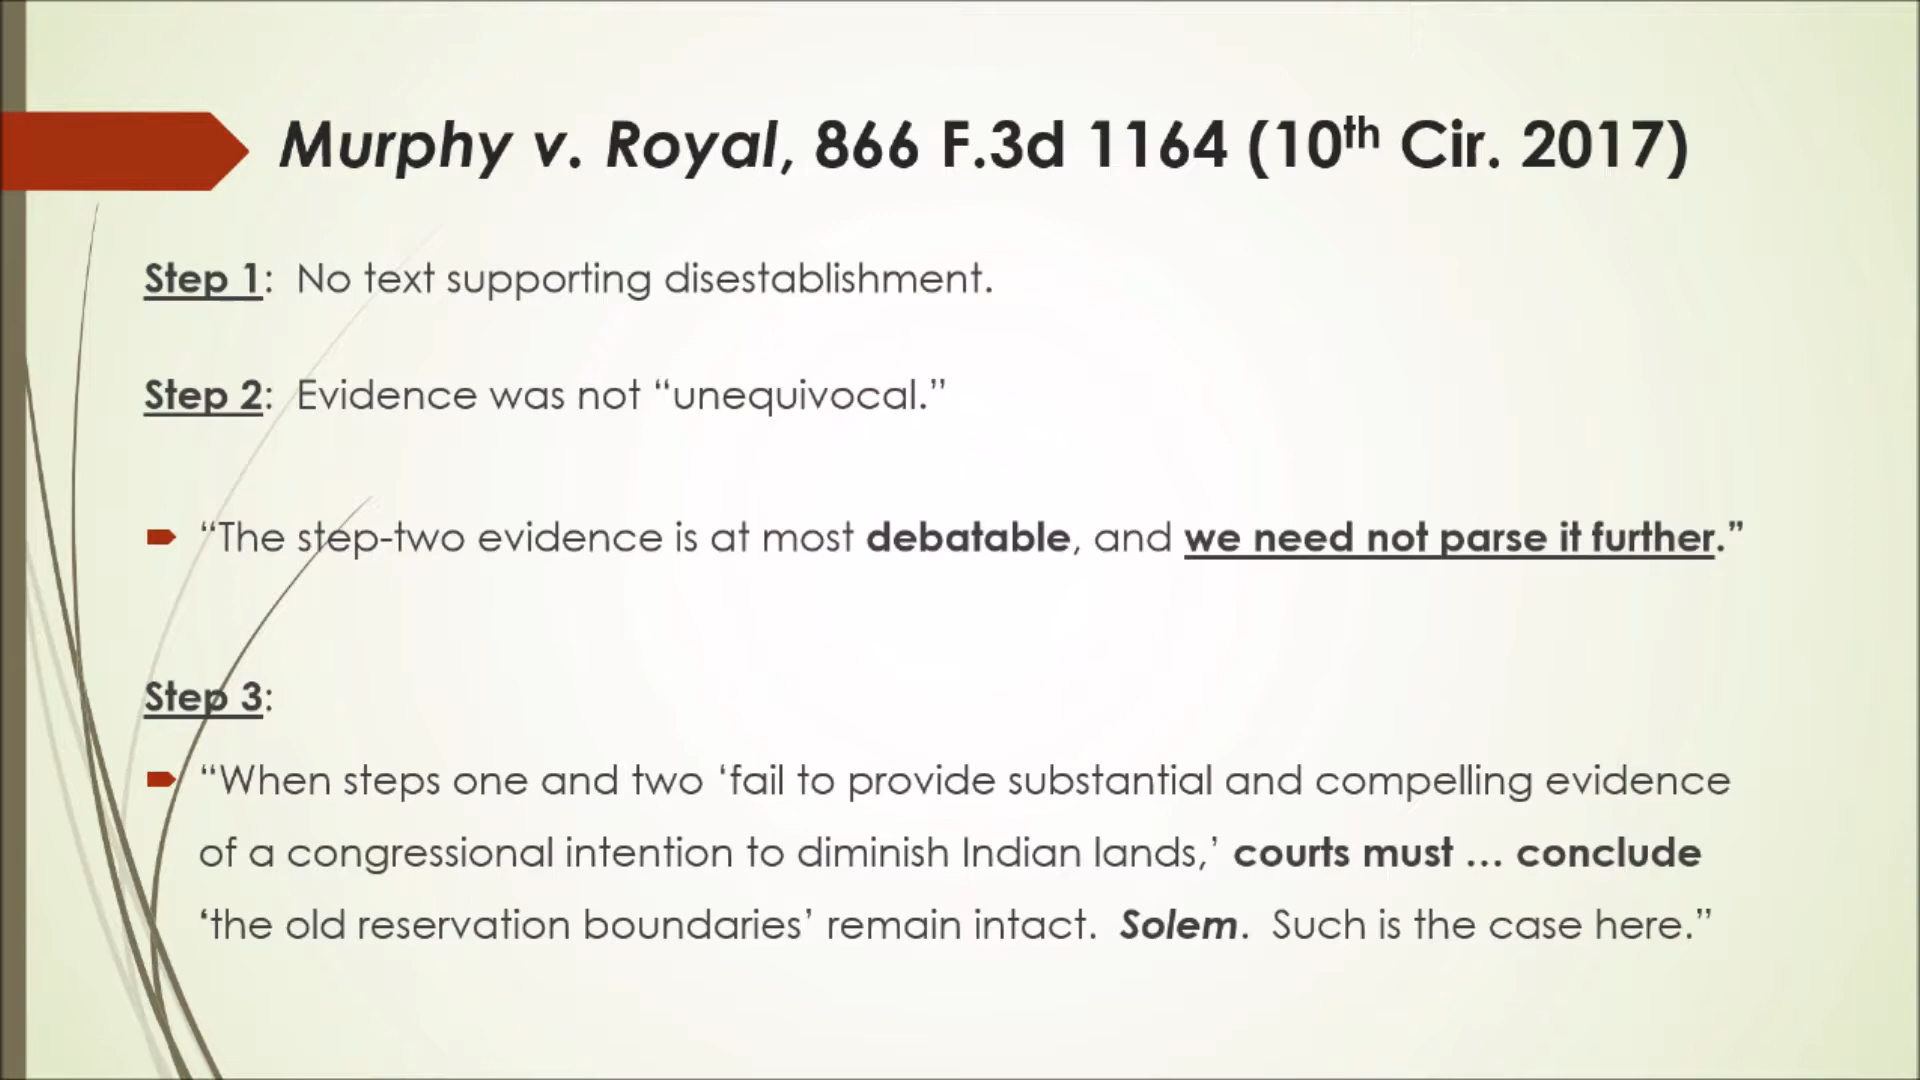 Murphy v. Royal, 866 F.3d 1164 (10th Cir. 2017)
Step 1:  No text supporting disestablishment.
Step 2:  Evidence was not “unequivocal.”
“The step-two evidence is at most debatable, and we need not parse it further.”
Step 3:
“When steps one and two ‘fail to provide substantial and compelling evidence
of a congressional intention to diminish Indian lands,’ courts must … conclude
‘the old reservation boundaries’ remain intact.  Solem.  Such is the case here.”